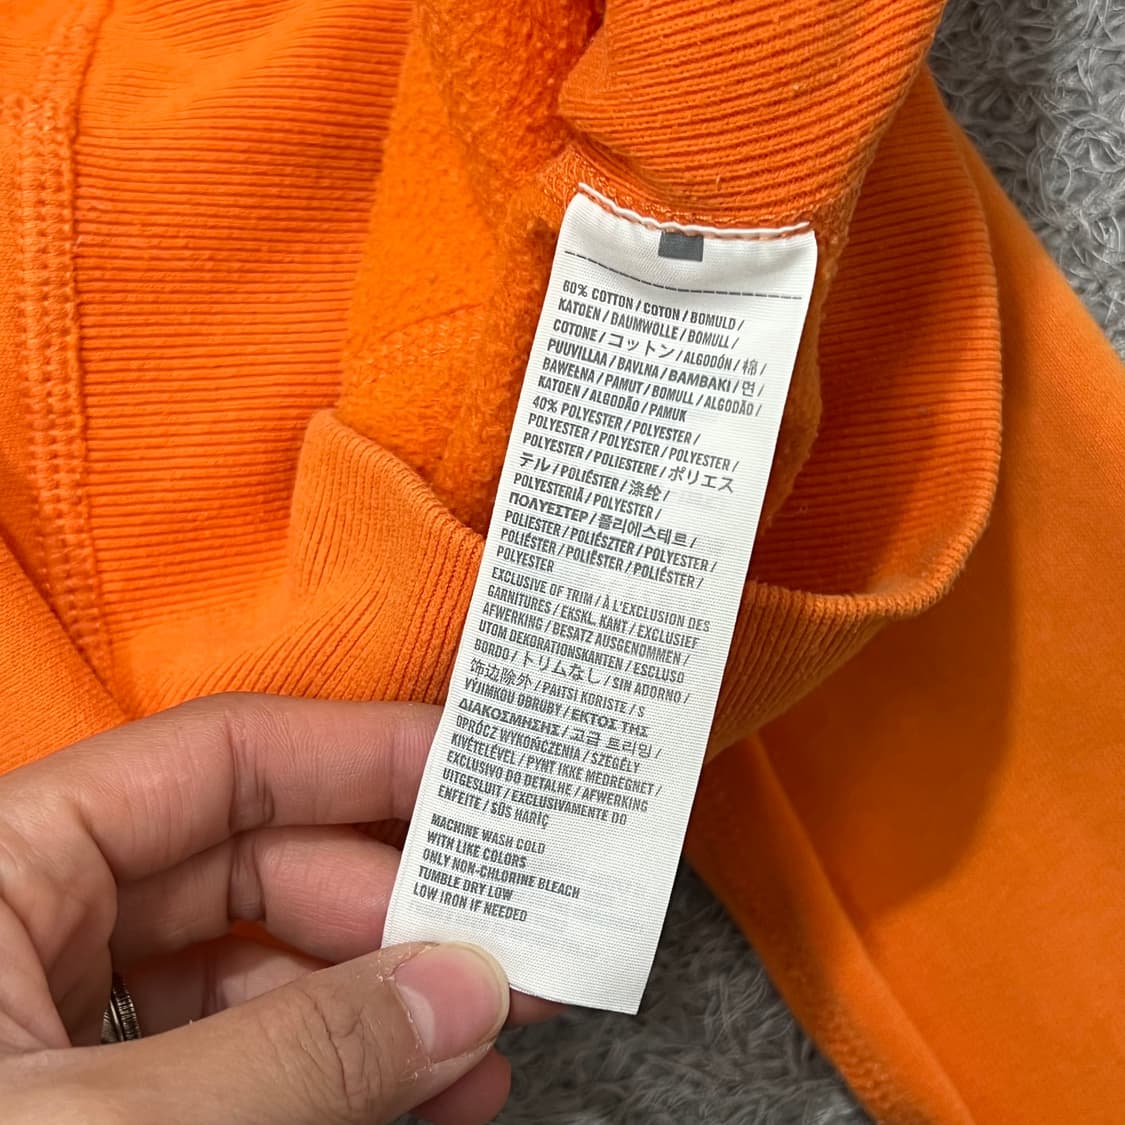 60% COTTON / COTON / BOMULD /
KATOEN / BAUMWOLLE / BOMULL /
COTONE / コットン / ALGODÓN / 棉 /
PUUVILLAA / BAVLNA / BAMBAKI / 면 /
BAWEŁNA / PAMUT / BOMULL / ALGODÃO /
KATOEN / ALGODÃO / PAMUK
40% POLYESTER / POLYESTER /
POLYESTER / POLYESTER / POLYESTER /
POLYESTER / POLIESTERE / ポリエス
テル / POLIÉSTER / 涤纶 /
POLYESTERIÄ / POLYESTER /
ΠΟΛΥΕΣΤΕΡ / 폴리에스테르 /
POLIESTER / POLIÉSZTER / POLYESTER /
POLIÉSTER / POLIÉSTER / POLIÉSTER /
POLYESTER
EXCLUSIVE OF TRIM / À L'EXCLUSION DES
GARNITURES / EKSKL. KANT / EXCLUSIEF
AFWERKING / BESATZ AUSGENOMMEN /
UTOM DEKORATIONSKANTEN / ESCLUSO
BORDO / トリムなし / SIN ADORNO /
饰边除外 / PAITSI KORISTE / S
VÝJIMKOU OBRUBY / ΕΚΤΟΣ ΤΗΣ
ΔΙΑΚΟΣΜΗΣΗΣ / 고급 트리밍 /
OPRÓCZ WYKOŃCZENIA / SZEGÉLY
KIVÉTELÉVEL / PYNT IKKE MEDREGNET /
EXCLUSIVO DO DETALHE / AFWERKING
UITGESLUIT / EXCLUSIVAMENTE DO
ENFEITE / SÜS HARİÇ
MACHINE WASH COLD
WITH LIKE COLORS
ONLY NON-CHLORINE BLEACH
TUMBLE DRY LOW
LOW IRON IF NEEDED